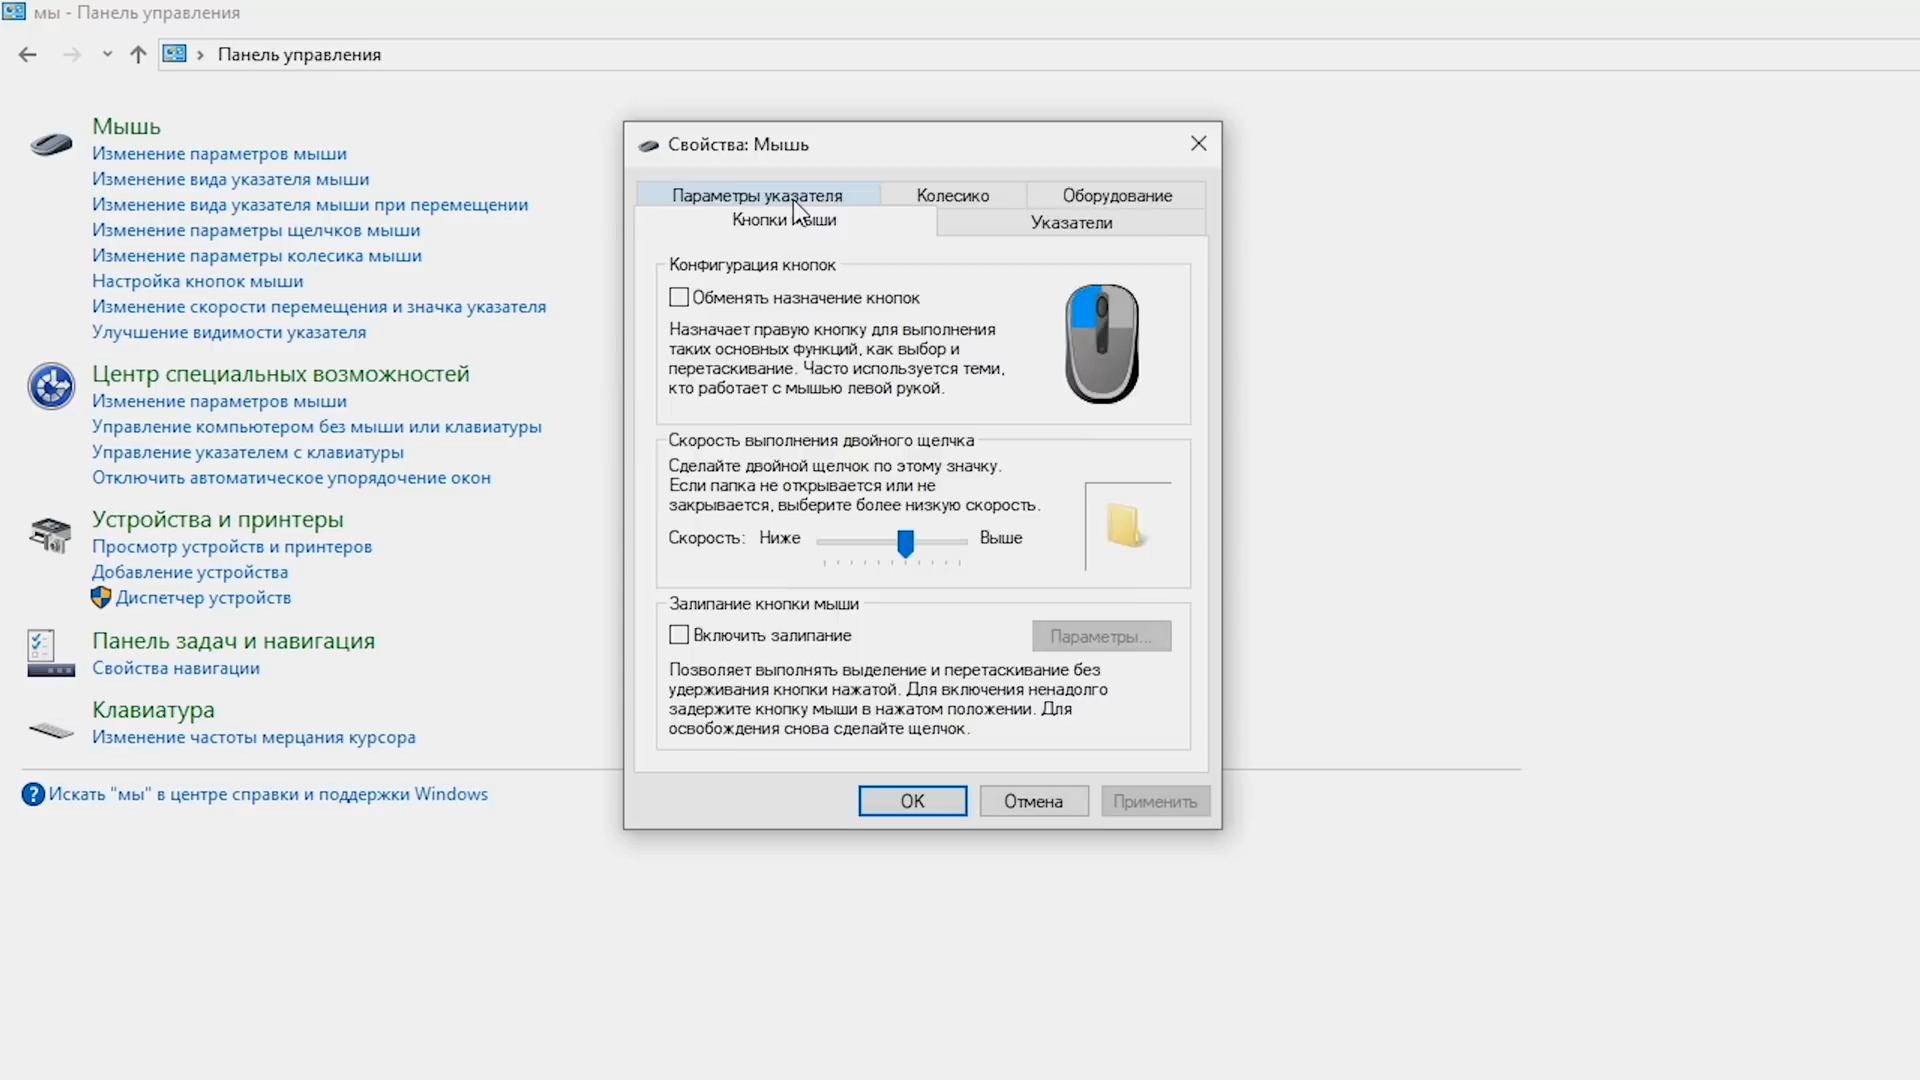 мы - Панель управления
Панель управления
Мышь
Изменение параметров мыши
Изменение вида указателя мыши
Изменение вида указателя мыши при перемещении
Изменение параметры щелчков мыши
Изменение параметры колесика мыши
Настройка кнопок мыши
Изменение скорости перемещения и значка указателя
Улучшение видимости указателя
Центр специальных возможностей
Изменение параметров мыши
Управление компьютером без мыши или клавиатуры
Управление указателем с клавиатуры
Отключить автоматическое упорядочение окон
Устройства и принтеры
Просмотр устройств и принтеров
Добавление устройства
Диспетчер устройств
Панель задач и навигация
Свойства навигации
Клавиатура
Изменение частоты мерцания курсора
Искать "мы" в центре справки и поддержки Windows
Свойства: Мышь
Параметры указателя
Колесико
Оборудование
Кнопки мыши
Указатели
Конфигурация кнопок
Обменять назначение кнопок
Назначает правую кнопку для выполнения
таких основных функций, как выбор и
перетаскивание. Часто используется теми,
кто работает с мышью левой рукой.
Скорость выполнения двойного щелчка
Сделайте двойной щелчок по этому значку.
Если папка не открывается или не
закрывается, выберите более низкую скорость.
Скорость: Ниже Выше
Залипание кнопки мыши
Включить залипание
Параметры...
Позволяет выполнять выделение и перетаскивание без
удерживания кнопки нажатой. Для включения ненадолго
задержите кнопку мыши в нажатом положении. Для
освобождения снова сделайте щелчок.
OK
Отмена
Применить